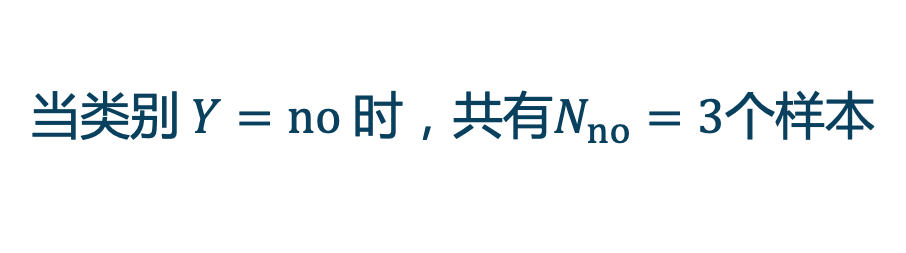 当类别 Y = no 时，共有N_no = 3个样本